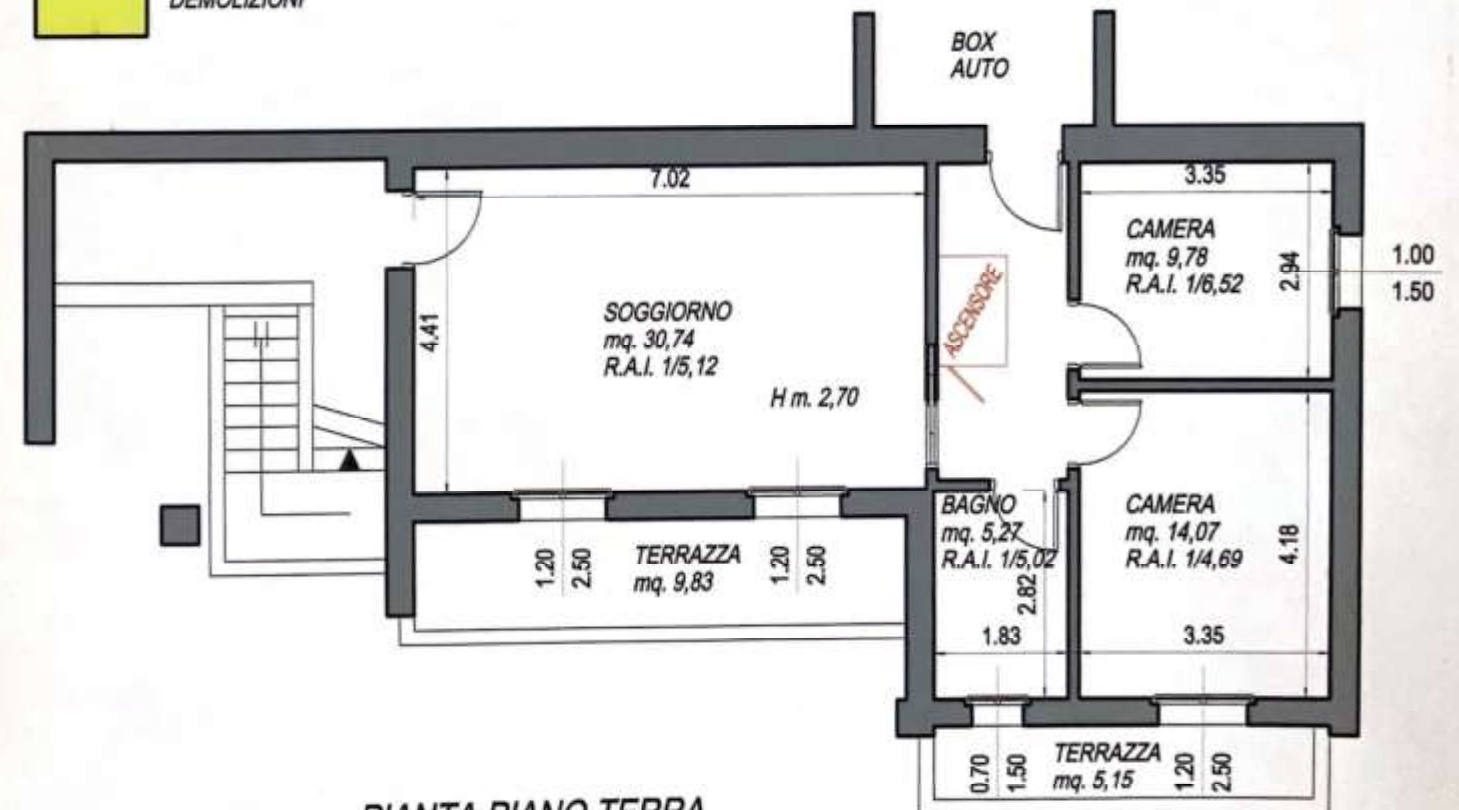 DEMOLIZIONI
BOX
AUTO
7.02
3.35
CAMERA
mq. 9,78
R.A.I. 1/6,52
2.94
1.00
1.50
ASCENSORE
4.41
SOGGIORNO
mq. 30,74
R.A.I. 1/5,12
H m. 2,70
BAGNO
mq. 5,27
R.A.I. 1/5,02
2.82
1.83
CAMERA
mq. 14,07
R.A.I. 1/4,69
4.18
3.35
1.20
2.50
TERRAZZA
mq. 9,83
1.20
2.50
0.70
1.50
TERRAZZA
mq. 5,15
1.20
2.50
PIANTA PIANO TERRA